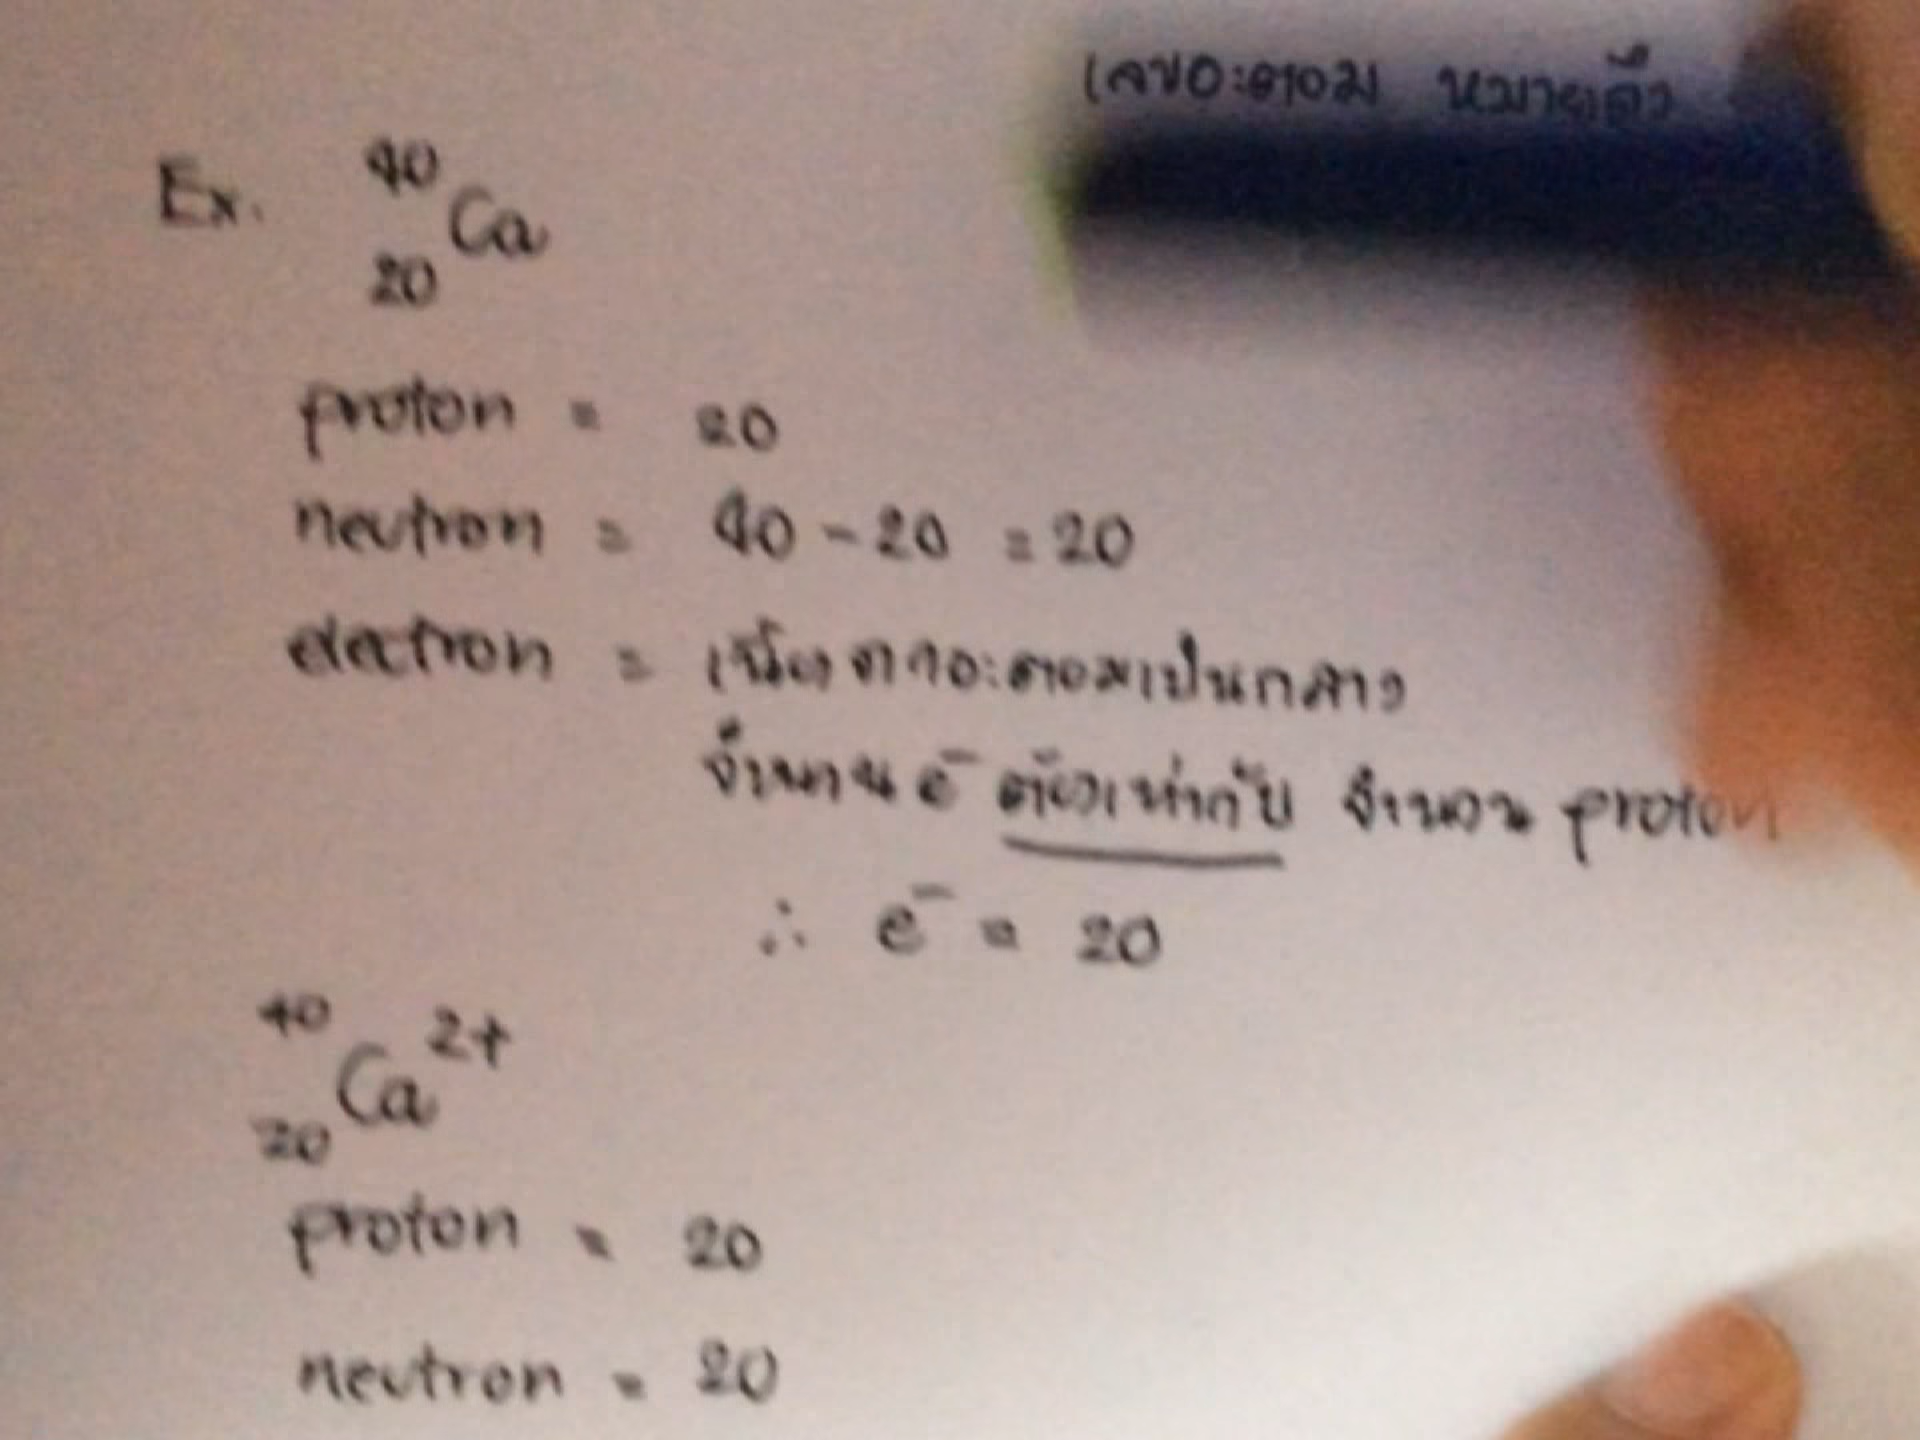 เลขอะตอม หมายถึง
Ex. 40
Ca
20
proton = 20
neutron = 40 - 20 = 20
electron = เนื่องจากอะตอมเป็นกลาง
จำนวน e⁻ ต้องเท่ากับ จำนวน proton
∴ e⁻ = 20
40 2+
Ca
20
proton = 20
neutron = 20